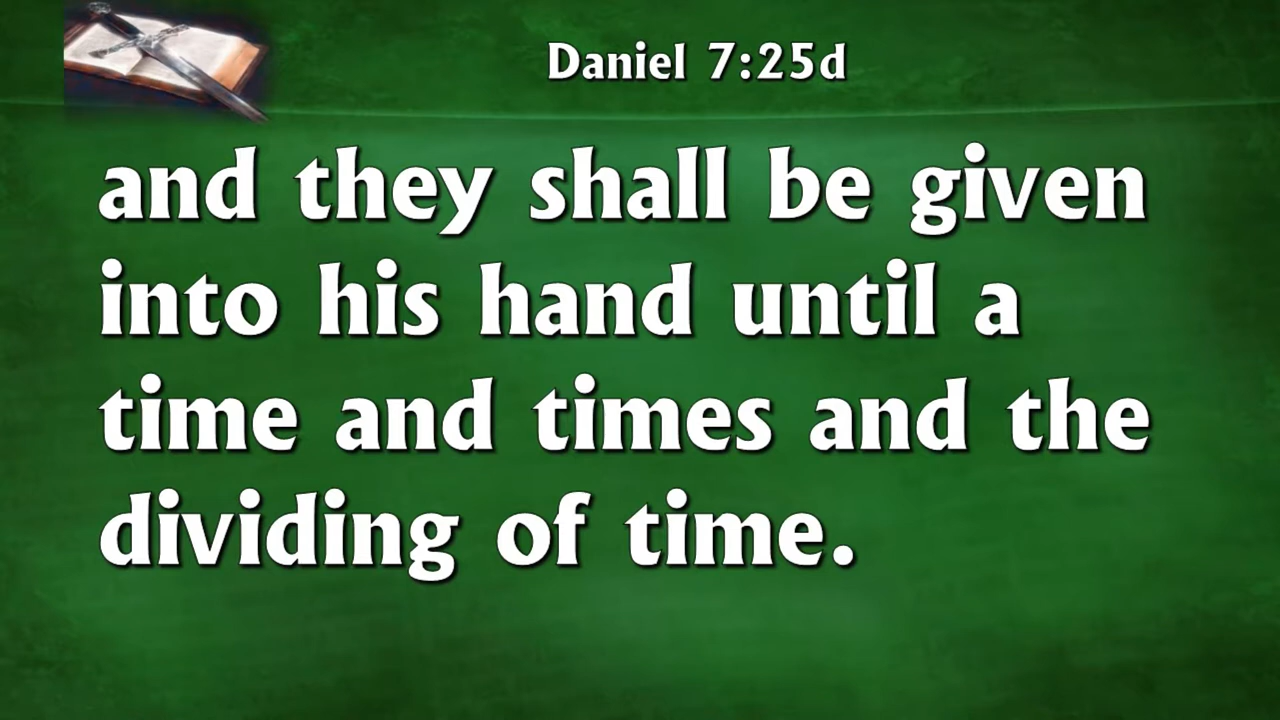 Daniel 7:25d
and they shall be given
into his hand until a
time and times and the
dividing of time.